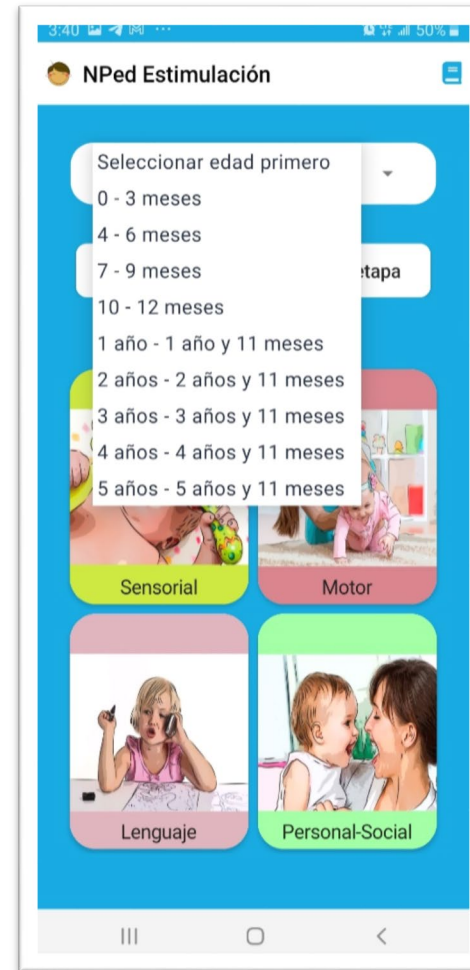 3:40
50%
NPed Estimulación
Seleccionar edad primero
0 - 3 meses
4 - 6 meses
7 - 9 meses
etapa
10 - 12 meses
1 año - 1 año y 11 meses
2 años - 2 años y 11 meses
3 años - 3 años y 11 meses
4 años - 4 años y 11 meses
5 años - 5 años y 11 meses
Sensorial
Motor
Lenguaje
Personal-Social